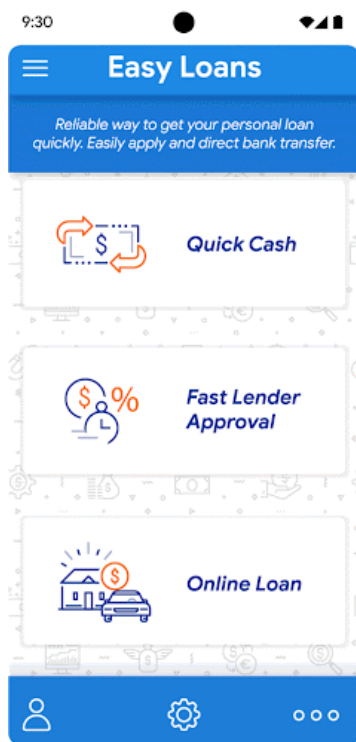 9:30
Easy Loans
Reliable way to get your personal loan
quickly. Easily apply and direct bank transfer.
$
Quick Cash
$ %
Fast Lender
Approval
$
Online Loan